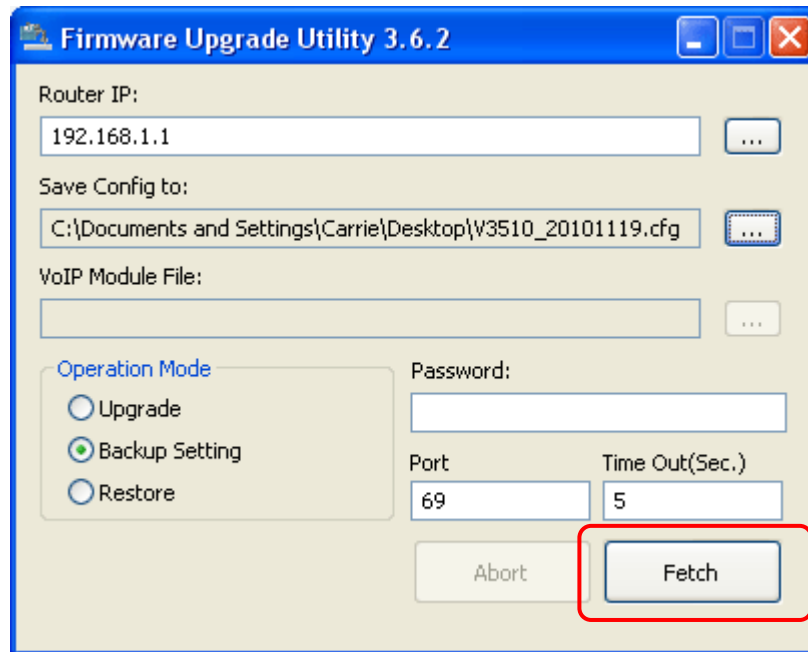 Firmware Upgrade Utility 3.6.2
Router IP:
192.168.1.1
...
Save Config to:
C:\Documents and Settings\Carrie\Desktop\V3510_20101119.cfg
...
VoIP Module File:
...
Operation Mode
Upgrade
Backup Setting
Restore
Password:
Port
Time Out(Sec.)
69
5
Abort
Fetch